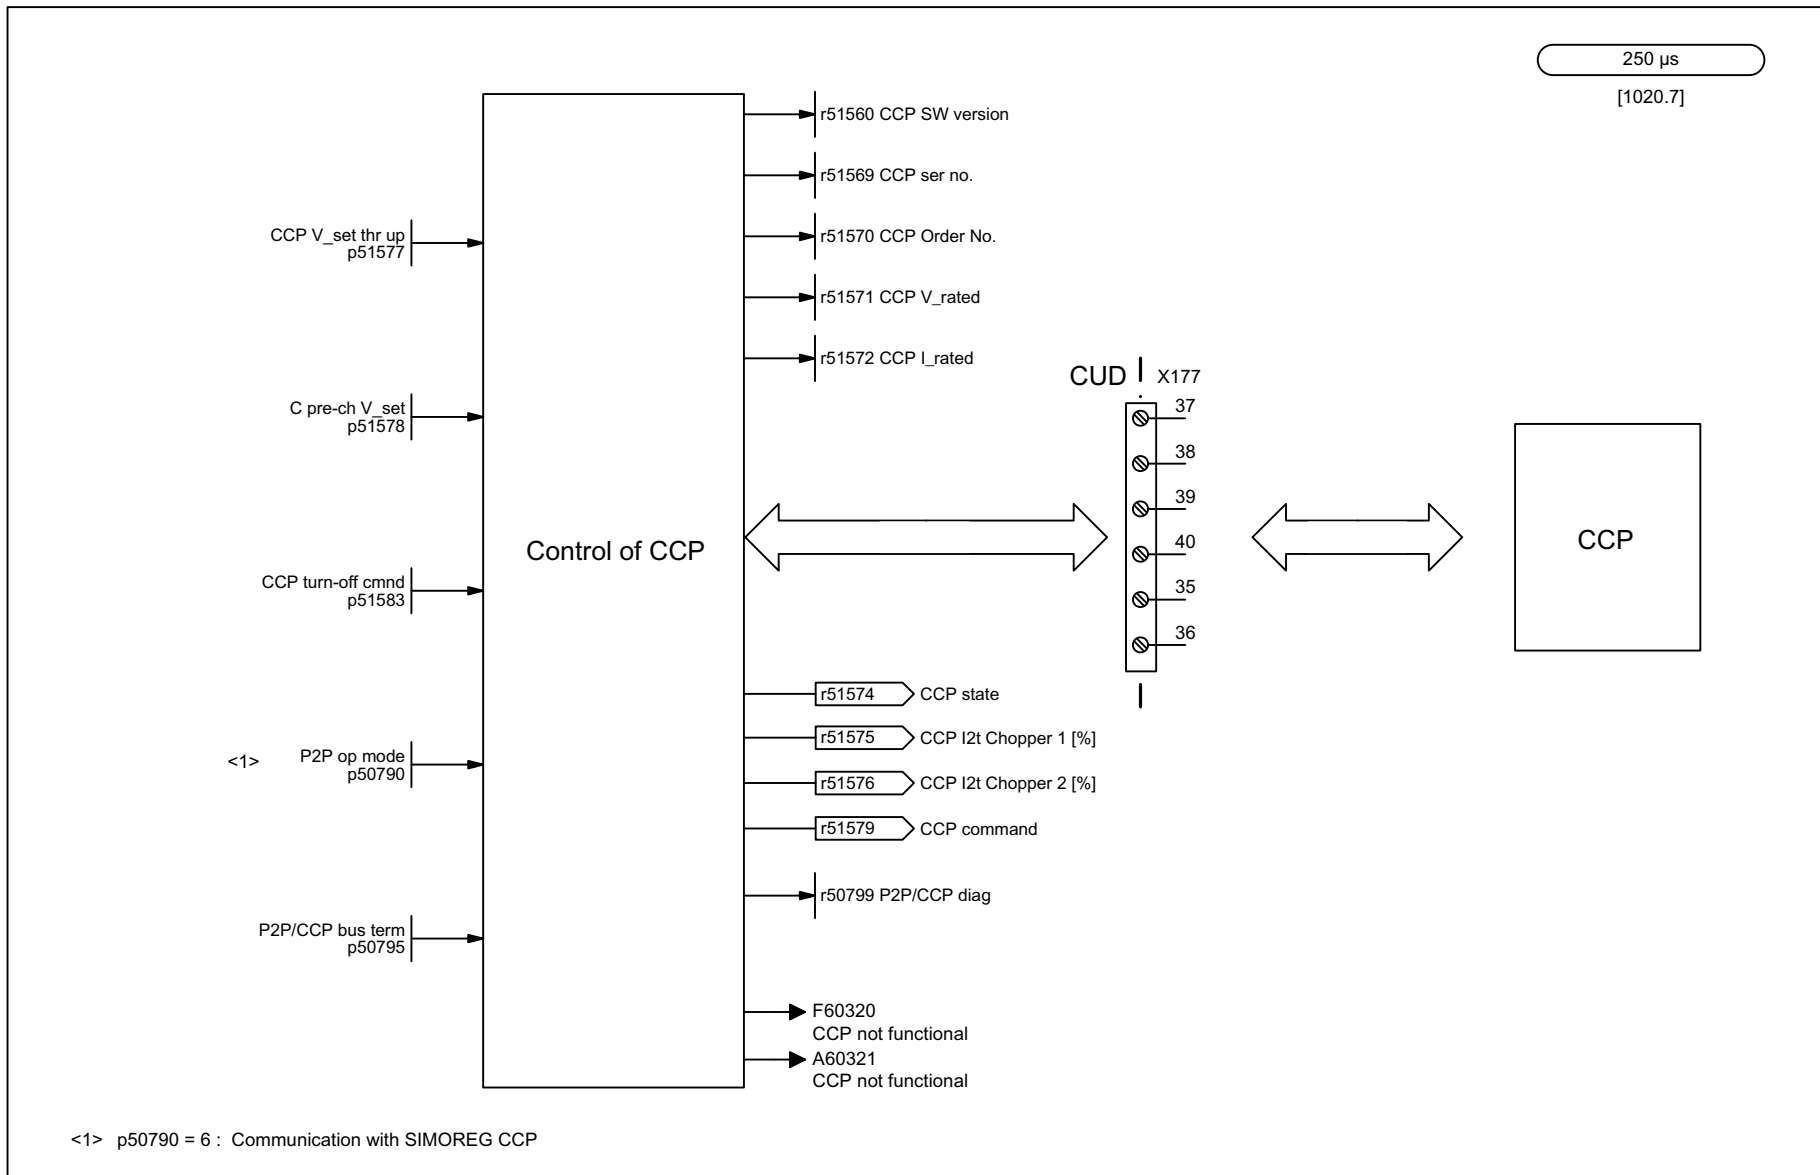 250 µs
[1020.7]
r51560 CCP SW version
r51569 CCP ser no.
r51570 CCP Order No.
r51571 CCP V_rated
r51572 CCP I_rated
CCP V_set thr up
p51577
C pre-ch V_set
p51578
CCP turn-off cmnd
p51583
<1>
P2P op mode
p50790
P2P/CCP bus term
p50795
Control of CCP
CUD
X177
37
38
39
40
35
36
CCP
r51574 CCP state
r51575 CCP I2t Chopper 1 [%]
r51576 CCP I2t Chopper 2 [%]
r51579 CCP command
r50799 P2P/CCP diag
F60320
CCP not functional
A60321
CCP not functional
<1> p50790 = 6 : Communication with SIMOREG CCP